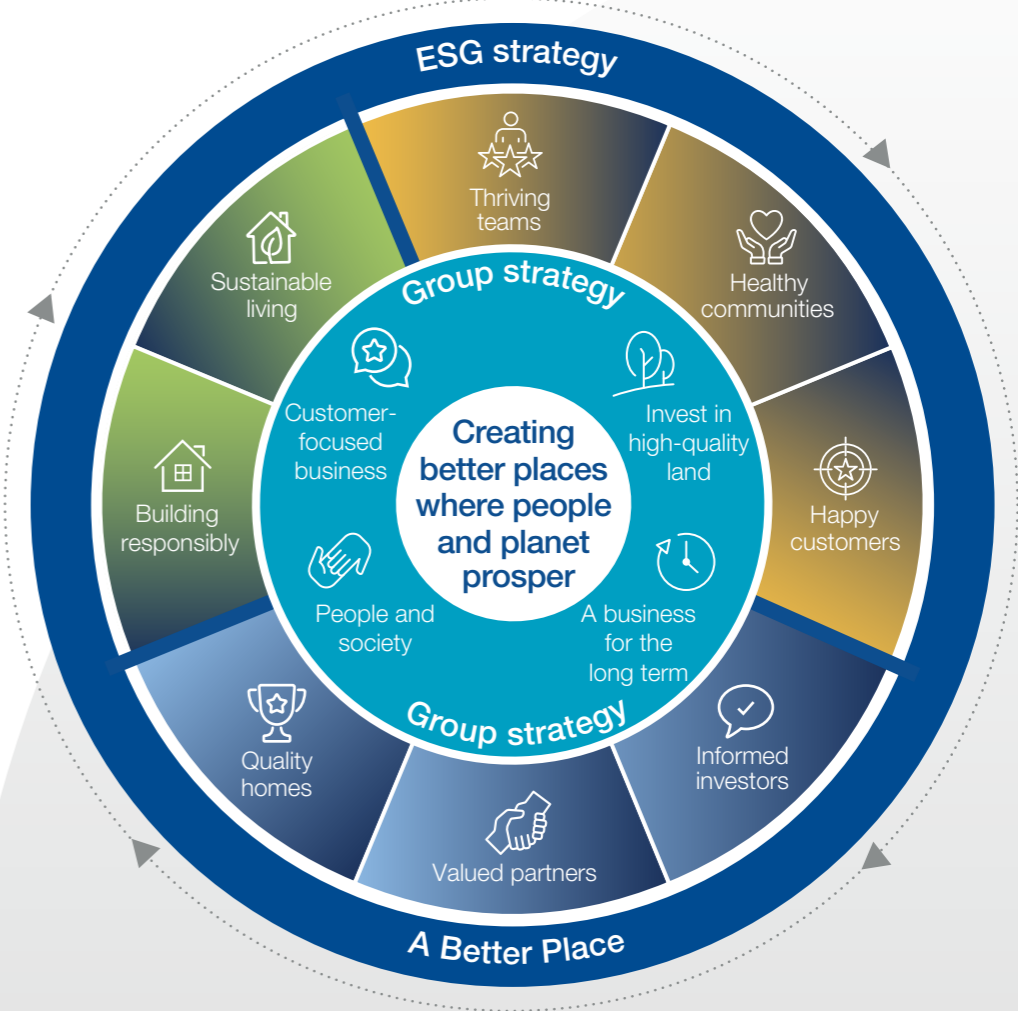 ESG strategy
Thriving
teams
Healthy
communities
Happy
customers
Informed
investors
Valued partners
Quality
homes
Building
responsibly
Sustainable
living
Group strategy
Customer-
focused
business
Invest in
high-quality
land
People and
society
A business
for the
long term
Group strategy
Creating
better places
where people
and planet
prosper
A Better Place